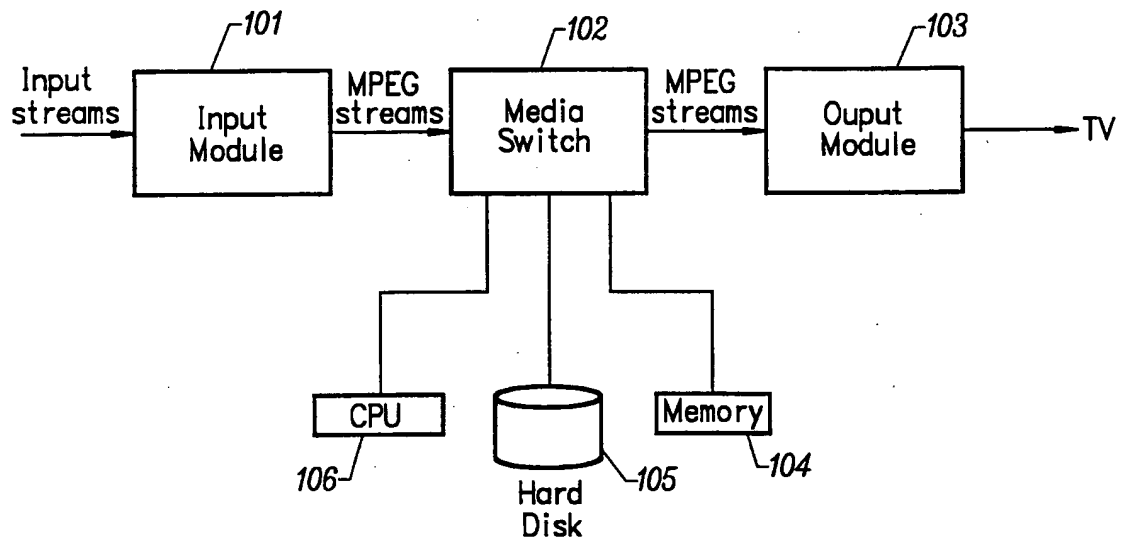 101
102
103
Input
streams
MPEG
streams
MPEG
streams
Input
Module
Media
Switch
Ouput
Module
TV
CPU
Memory
106
105
104
Hard
Disk